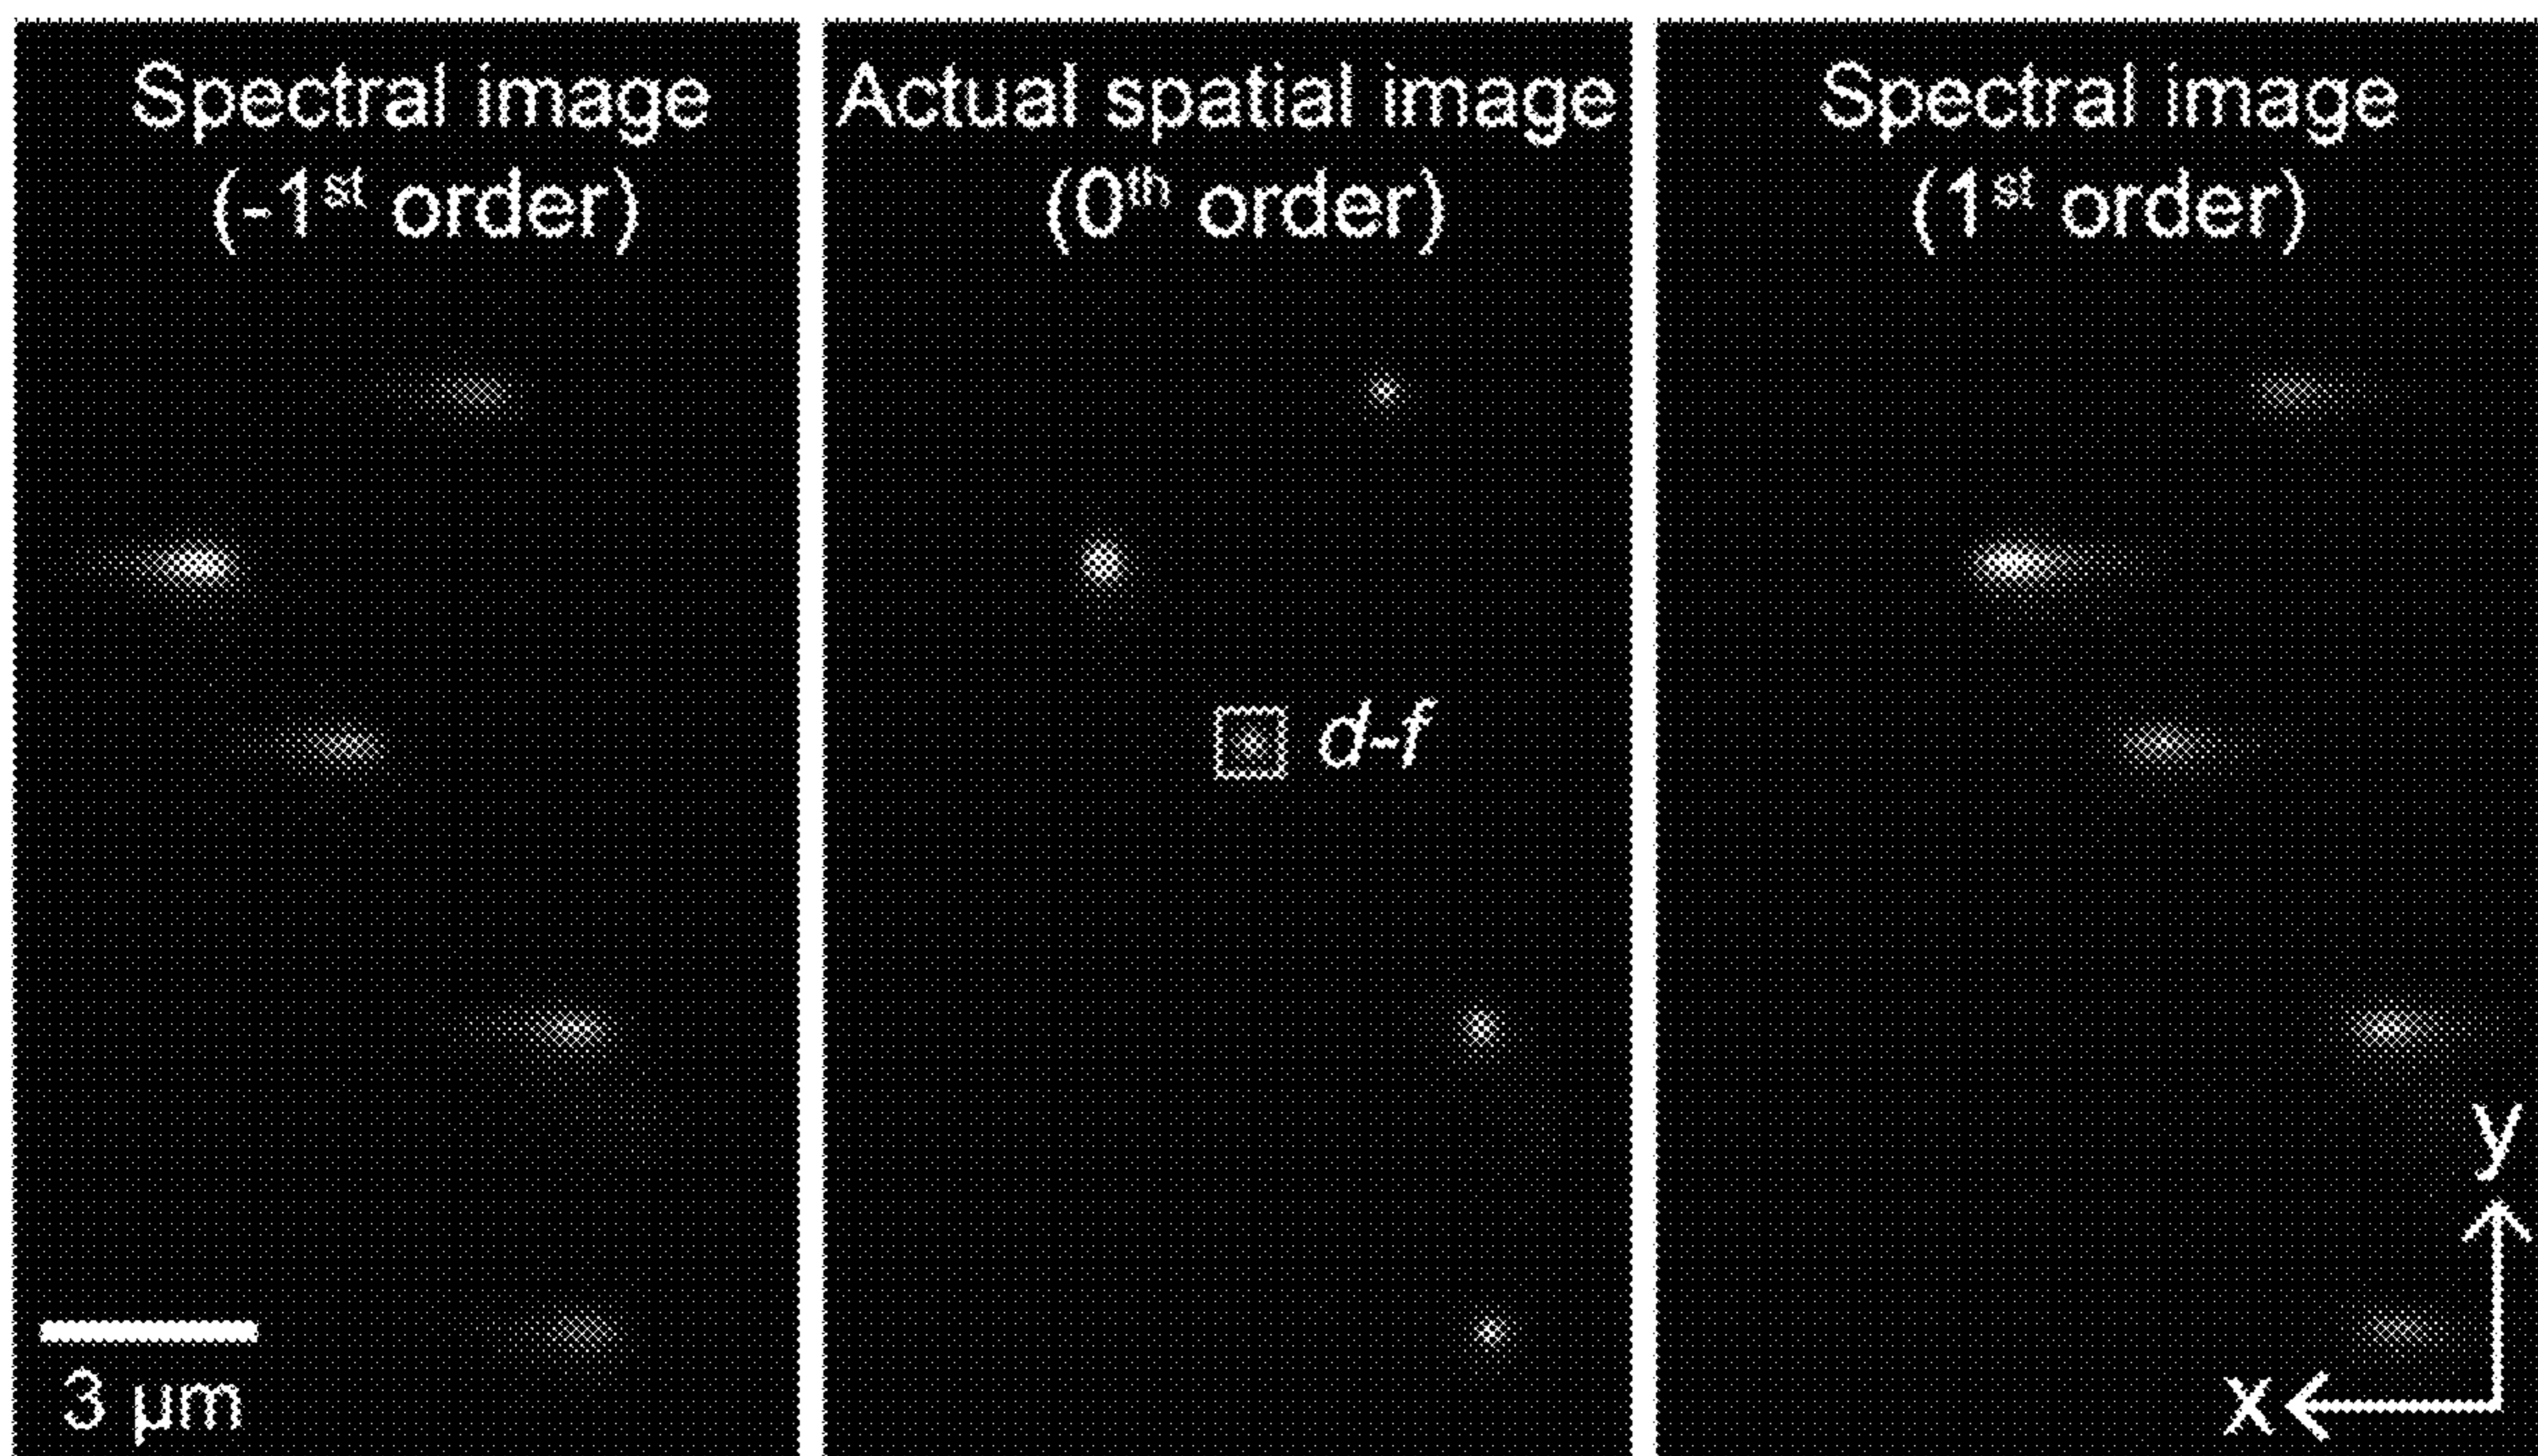 Spectral image
(-1st order)
Actual spatial image
(0th order)
Spectral image
(1st order)
d-f
y
x
3 µm